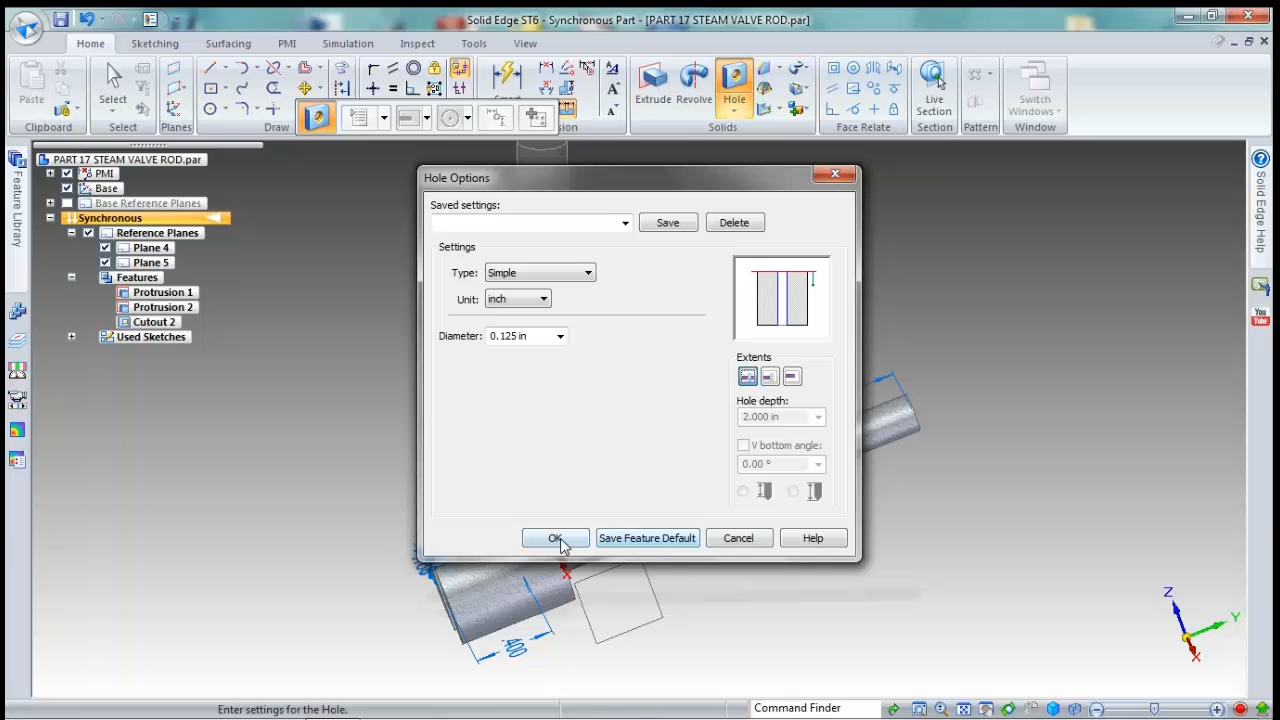 Solid Edge ST6 - Synchronous Part - [PART 17 STEAM VALVE ROD.par]
Home Sketching Surfacing PMI Simulation Inspect Tools View
Paste Select Extrude Revolve Hole Live Section Switch Windows
Clipboard Select Planes Draw Solids Face Relate Section Pattern Window
PART 17 STEAM VALVE ROD.par
PMI
Base
Base Reference Planes
Synchronous
Reference Planes
Plane 4
Plane 5
Features
Protrusion 1
Protrusion 2
Cutout 2
Used Sketches
Feature Library
Hole Options
Saved settings:
Save Delete
Settings
Type: Simple
Unit: inch
Diameter: 0.125 in
Extents
Hole depth:
2.000 in
V bottom angle:
0.00 °
OK Save Feature Default Cancel Help
.400
X
Z
Y
X
Solid Edge Help
You Tube
Enter settings for the Hole.
Command Finder